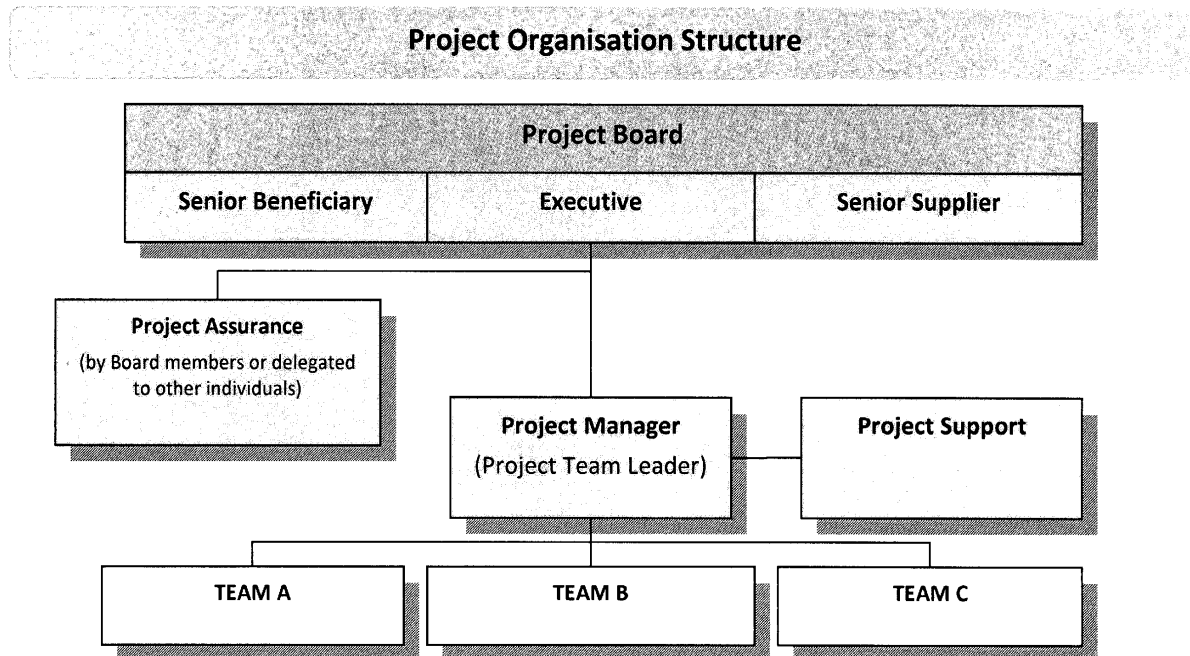 Project Organisation Structure
Project Board
Senior Beneficiary
Executive
Senior Supplier
Project Assurance
(by Board members or delegated
to other individuals)
Project Manager
(Project Team Leader)
Project Support
TEAM A
TEAM B
TEAM C